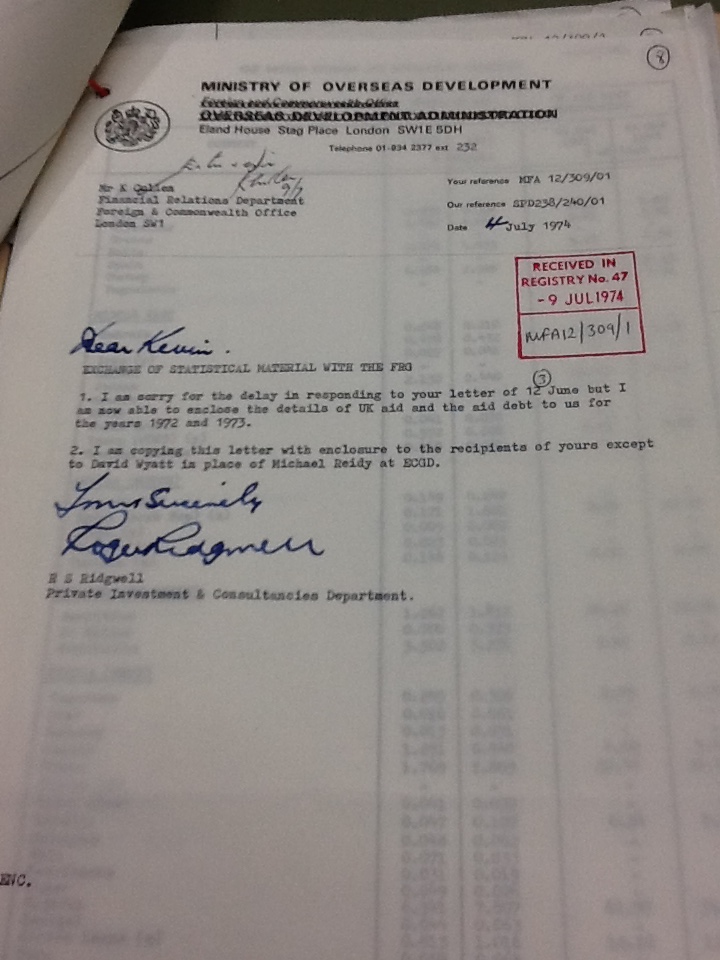 8
MINISTRY OF OVERSEAS DEVELOPMENT
Foreign and Commonwealth Office
OVERSEAS DEVELOPMENT ADMINISTRATION
Eland House Stag Place London SW1E 5DH
Telephone 01-834 2377 ext 232
Mr K
Financial Relations Department
Foreign & Commonwealth Office
London SW1
9/7
Your reference MFA 12/309/01
Our reference SPD238/240/01
Date 4 July 1974
RECEIVED IN
REGISTRY No. 47
- 9 JUL 1974
MFA12/309/1
Dear Kevin.
EXCHANGE OF STATISTICAL MATERIAL WITH THE FRG
3
1. I am sorry for the delay in responding to your letter of 12 June but I
am now able to enclose the details of UK aid and the aid debt to us for
the years 1972 and 1973.
2. I am copying this letter with enclosure to the recipients of yours except
to David Wyatt in place of Michael Reidy at ECGD.
Yours Sincerely
Roger Ridgwell
R S Ridgwell
Private Investment & Consultancies Department.
ENC.